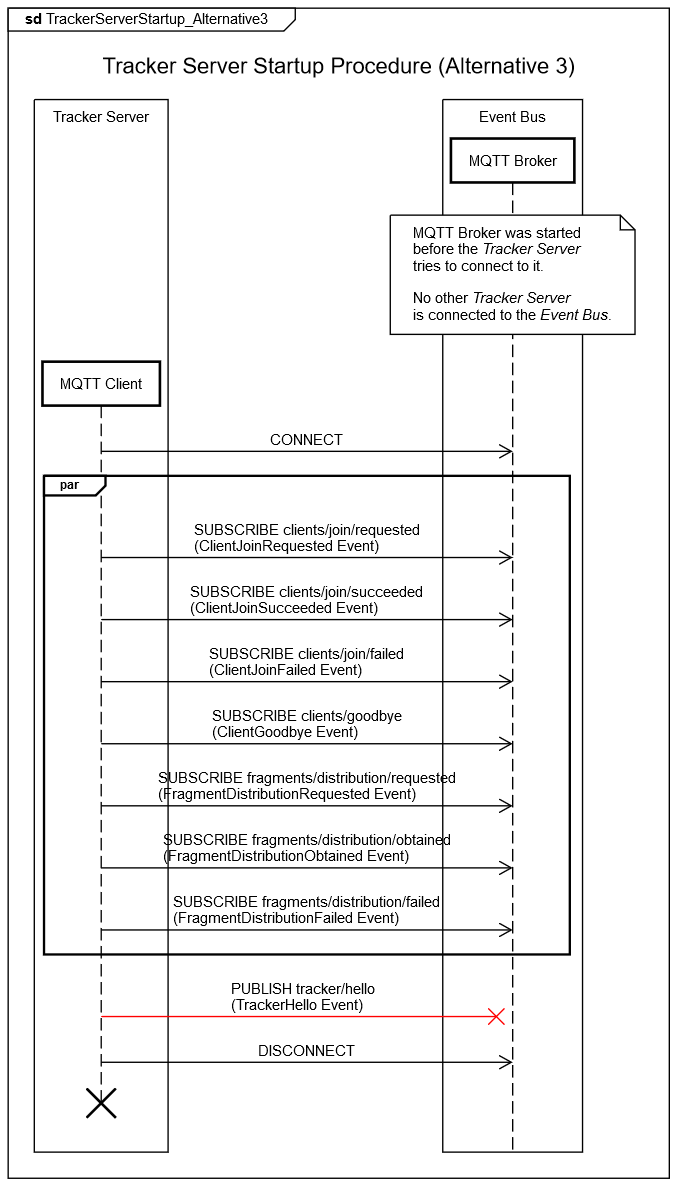 sd TrackerServerStartup_Alternative3
Tracker Server Startup Procedure (Alternative 3)
Tracker Server
Event Bus
MQTT Broker
MQTT Broker was started
before the Tracker Server
tries to connect to it.
No other Tracker Server
is connected to the Event Bus.
MQTT Client
CONNECT
par
SUBSCRIBE clients/join/requested
(ClientJoinRequested Event)
SUBSCRIBE clients/join/succeeded
(ClientJoinSucceeded Event)
SUBSCRIBE clients/join/failed
(ClientJoinFailed Event)
SUBSCRIBE clients/goodbye
(ClientGoodbye Event)
SUBSCRIBE fragments/distribution/requested
(FragmentDistributionRequested Event)
SUBSCRIBE fragments/distribution/obtained
(FragmentDistributionObtained Event)
SUBSCRIBE fragments/distribution/failed
(FragmentDistributionFailed Event)
PUBLISH tracker/hello
(TrackerHello Event)
DISCONNECT